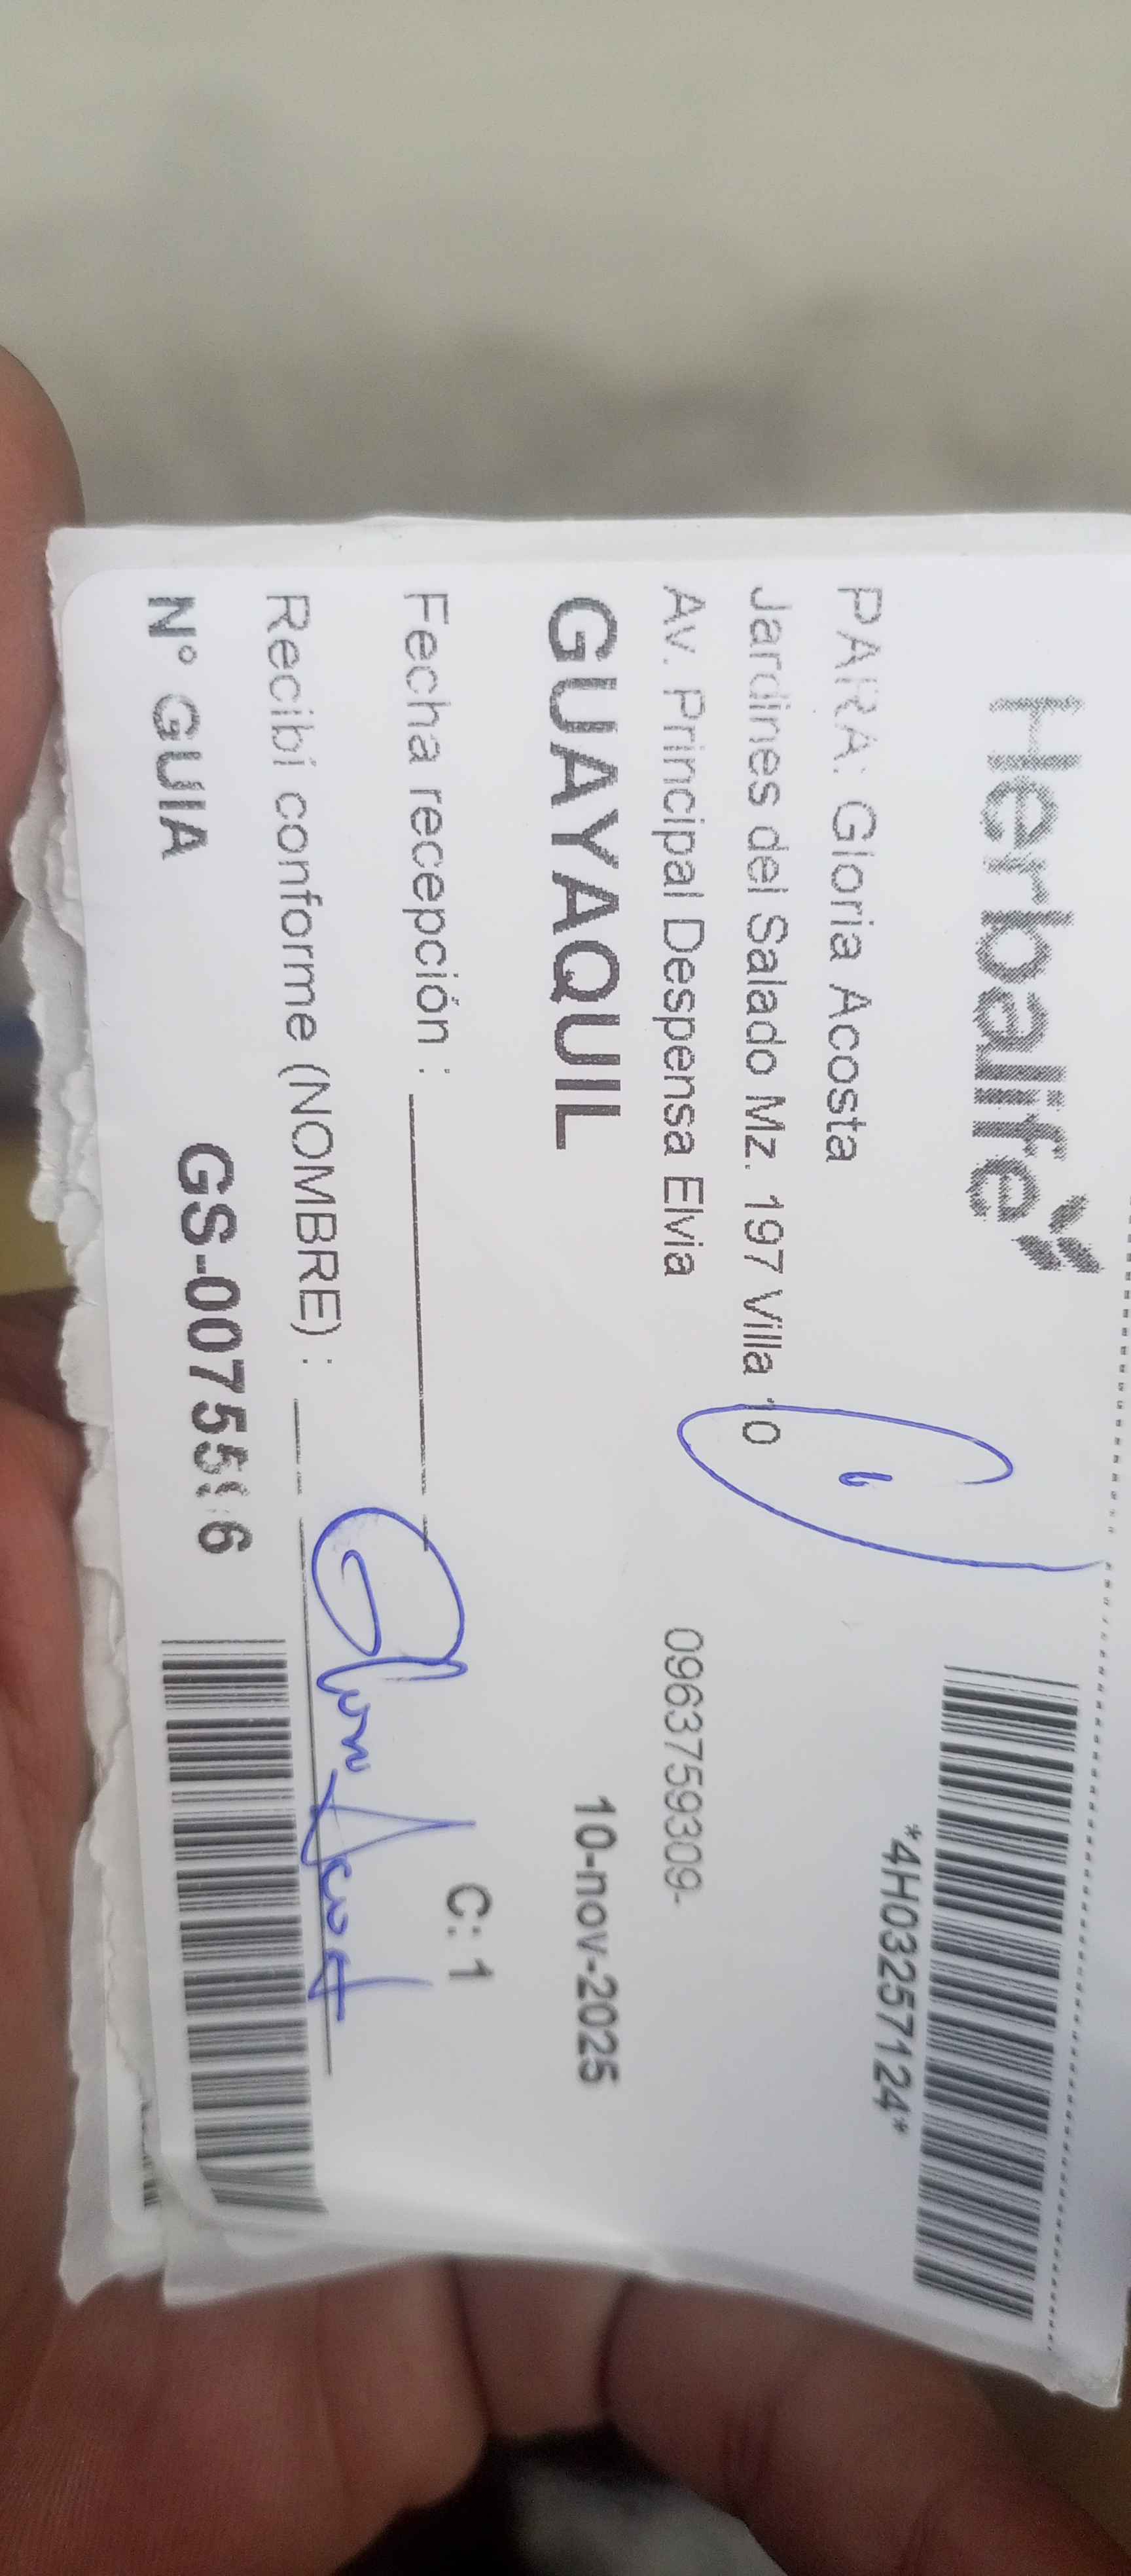 Herbalife
*4H03257124*
PARA: Gloria Acosta
Jardines del Salado Mz. 197 Villa 10
Av. Principal Despensa Elvia 0963759309-
GUAYAQUIL 10-nov-2025
Fecha recepción :
C: 1
Recibí conforme (NOMBRE) :
N° GUIA